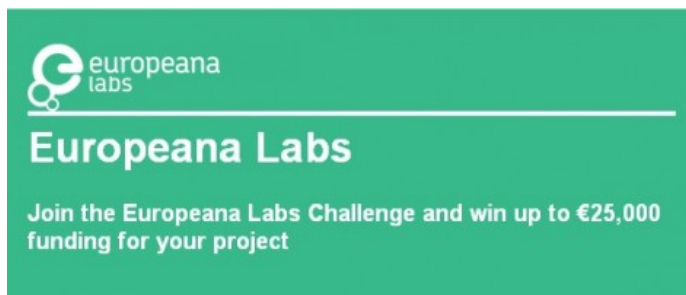 europeana
labs
Europeana Labs
Join the Europeana Labs Challenge and win up to €25,000
funding for your project